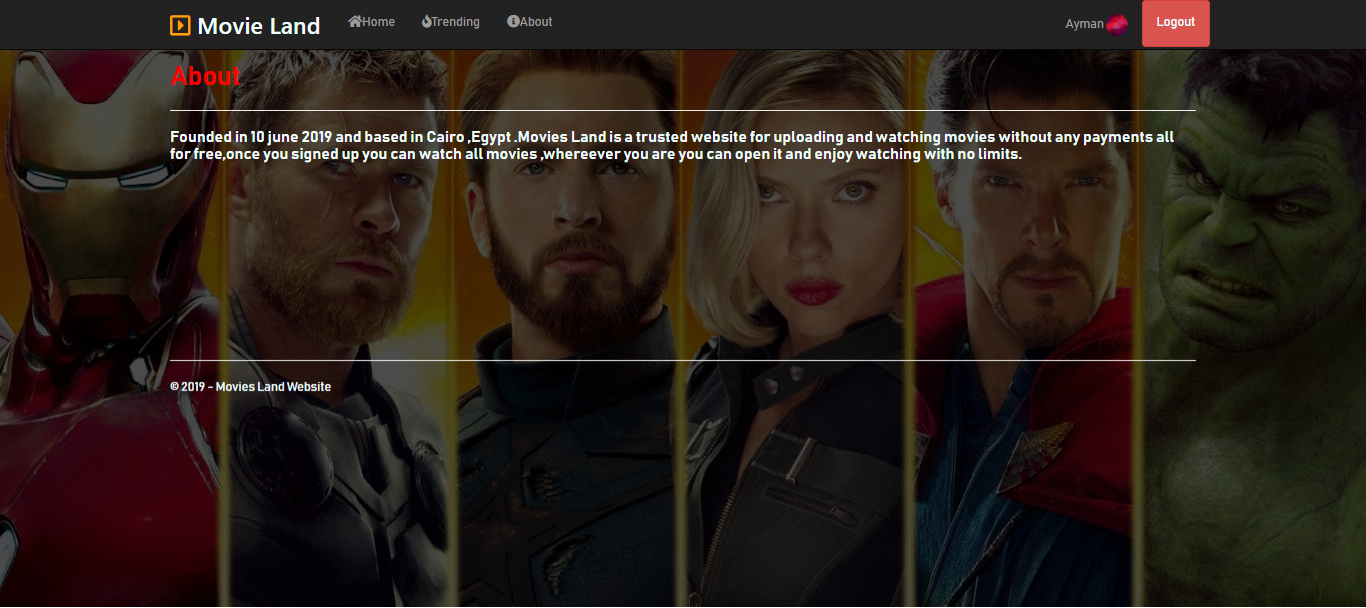 Movie Land
Home
Trending
About
Ayman
Logout
About
Founded in 10 june 2019 and based in Cairo ,Egypt .Movies Land is a trusted website for uploading and watching movies without any payments all
for free,once you signed up you can watch all movies ,whereever you are you can open it and enjoy watching with no limits.
© 2019 - Movies Land Website